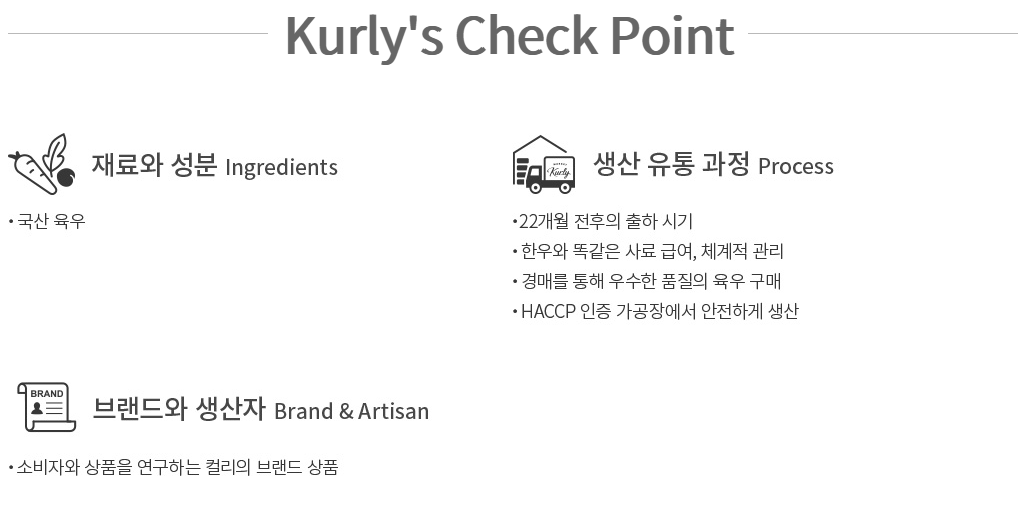 Kurly's Check Point
재료와 성분 Ingredients
• 국산 육우
Kurly
생산 유통 과정 Process
•22개월 전후의 출하 시기
• 한우와 똑같은 사료 급여, 체계적 관리
• 경매를 통해 우수한 품질의 육우 구매
• HACCP 인증 가공장에서 안전하게 생산
BRAND
브랜드와 생산자 Brand & Artisan
• 소비자와 상품을 연구하는 컬리의 브랜드 상품